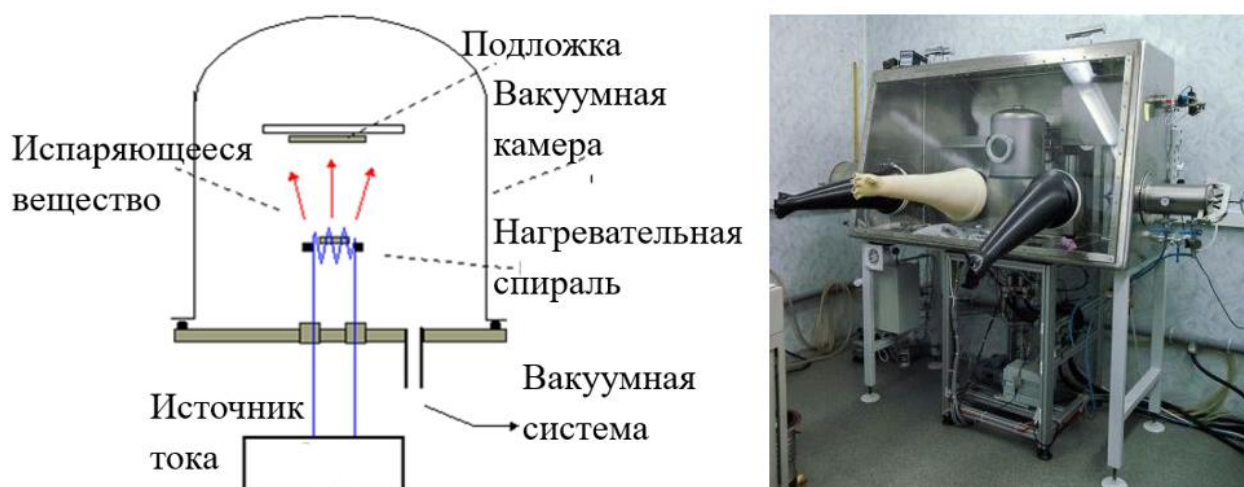 Подложка
Вакуумная
камера
Испаряющееся
вещество
Нагревательная
спираль
Вакуумная
система
Источник
тока